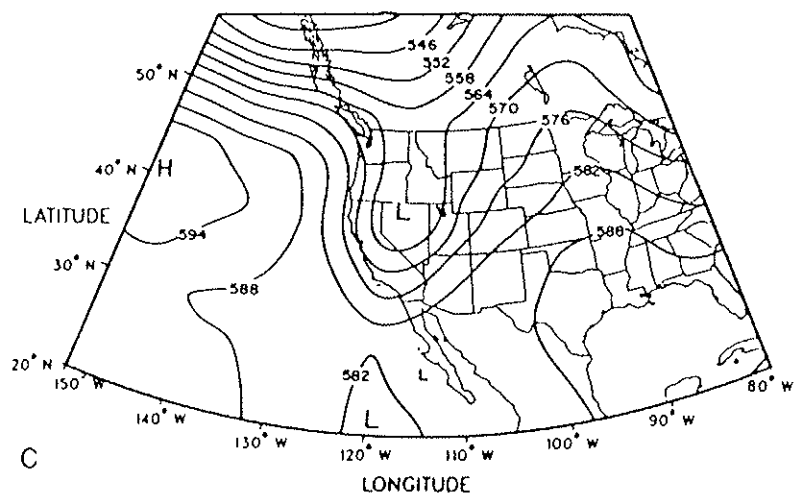 546
552
558
564
570
576
582
588
50° N
40° N
H
LATITUDE
594
30° N
588
L
20° N
150° W
582
L
L
140° W
130° W
120° W
110° W
100° W
90° W
80° W
C
LONGITUDE